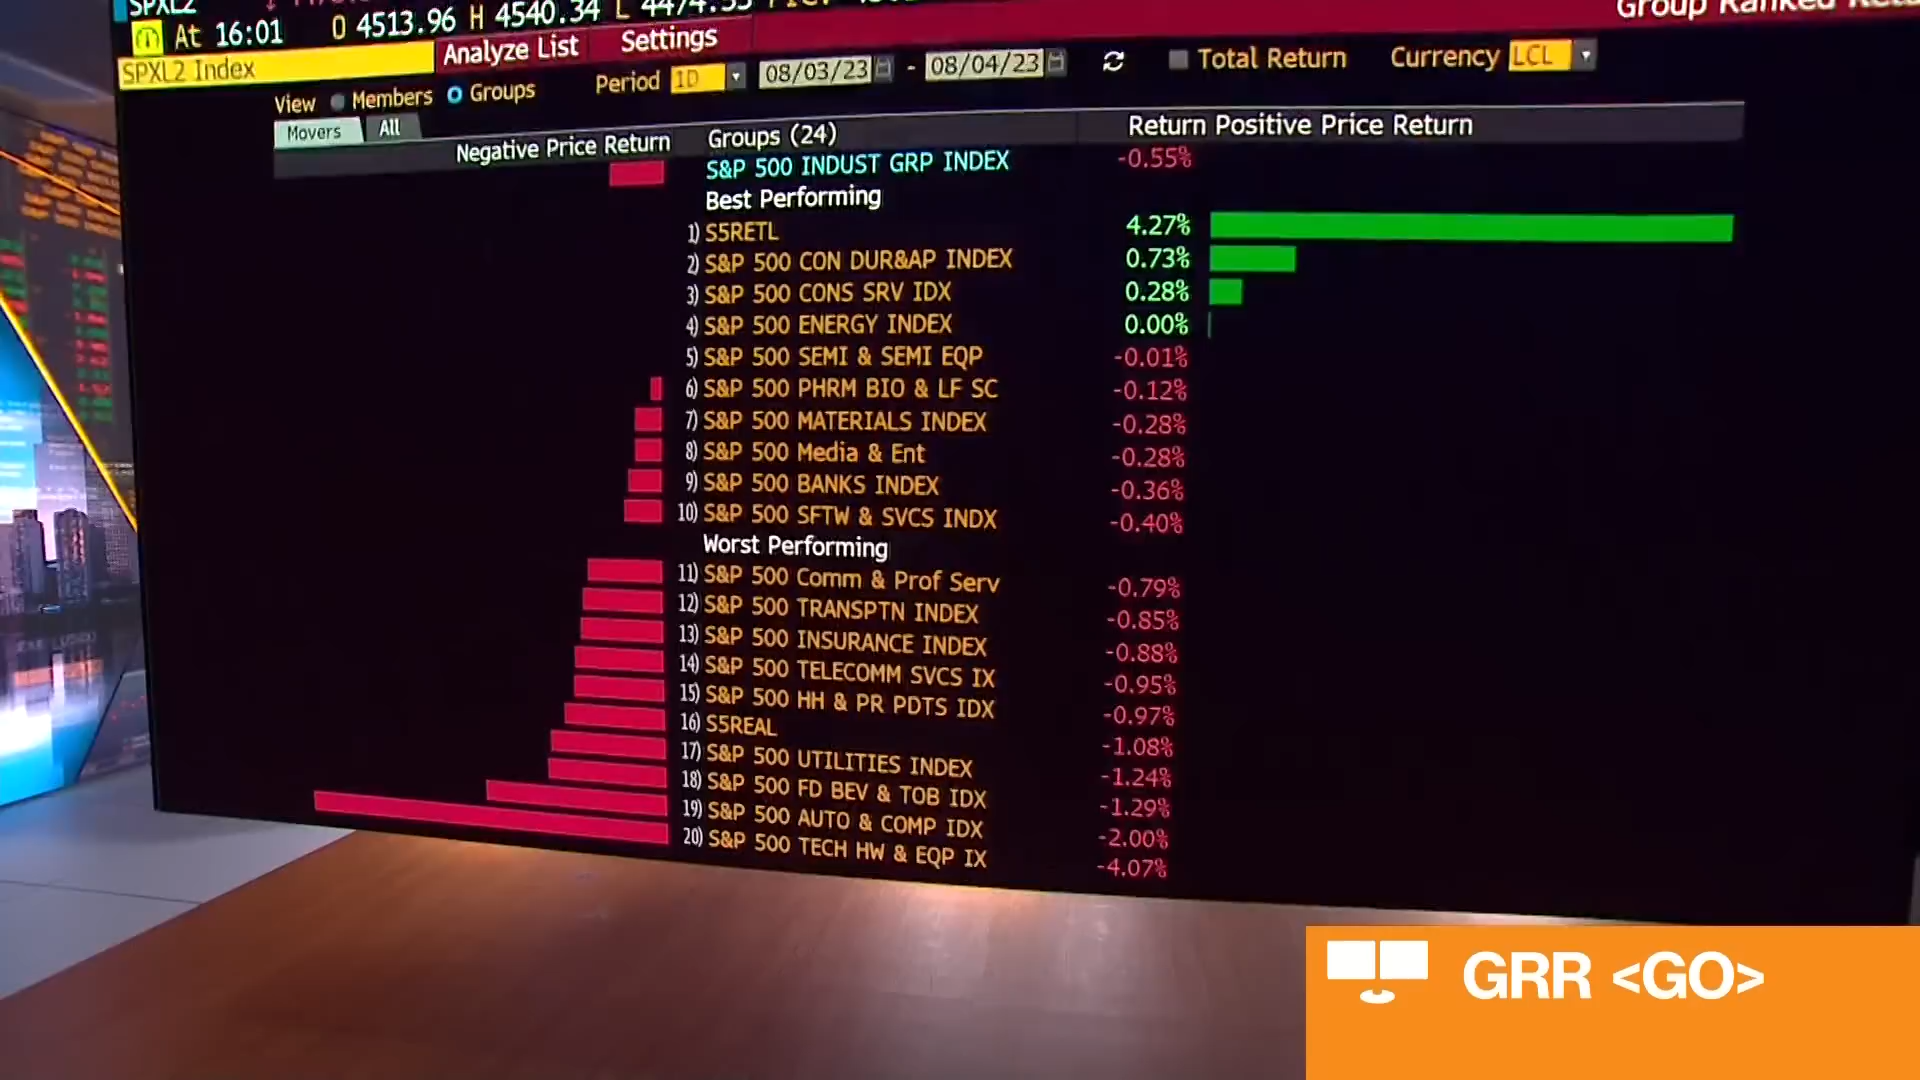 SPXL2
At 16:01 O 4513.96 H 4540.34 L 4474.55
Group Ranked
SPXL2 Index
Analyze List Settings
View Members Groups Period 1D 08/03/23 - 08/04/23 Total Return Currency LCL
Movers All
Negative Price Return Groups (24) Return Positive Price Return
S&P 500 INDUST GRP INDEX -0.55%
Best Performing
1) S5RETL 4.27%
2) S&P 500 CON DUR&AP INDEX 0.73%
3) S&P 500 CONS SRV IDX 0.28%
4) S&P 500 ENERGY INDEX 0.00%
5) S&P 500 SEMI & SEMI EQP -0.01%
6) S&P 500 PHRM BIO & LF SC -0.12%
7) S&P 500 MATERIALS INDEX -0.28%
8) S&P 500 Media & Ent -0.28%
9) S&P 500 BANKS INDEX -0.36%
10) S&P 500 SFTW & SVCS INDX -0.40%
Worst Performing
11) S&P 500 Comm & Prof Serv -0.79%
12) S&P 500 TRANSPTN INDEX -0.85%
13) S&P 500 INSURANCE INDEX -0.88%
14) S&P 500 TELECOMM SVCS IX -0.95%
15) S&P 500 HH & PR PDTS IDX -0.97%
16) S5REAL -1.08%
17) S&P 500 UTILITIES INDEX -1.24%
18) S&P 500 FD BEV & TOB IDX -1.29%
19) S&P 500 AUTO & COMP IDX -2.00%
20) S&P 500 TECH HW & EQP IX -4.07%
GRR <GO>